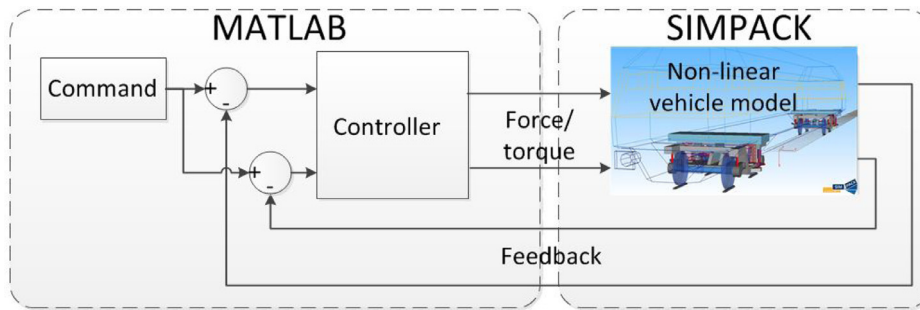 MATLAB
SIMPACK
Command
+
-
+
-
Controller
Force/
torque
Non-linear
vehicle model
Feedback